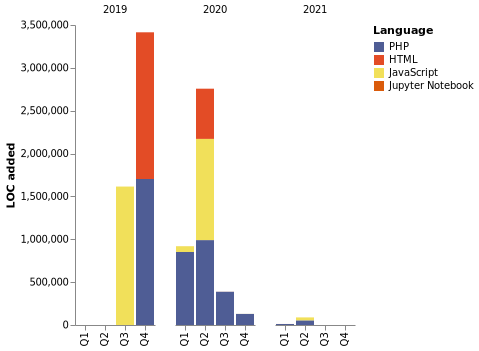 2019 2020 2021
Language
PHP
HTML
JavaScript
Jupyter Notebook
LOC added
3,500,000
3,000,000
2,500,000
2,000,000
1,500,000
1,000,000
500,000
0
Q1 Q2 Q3 Q4 Q1 Q2 Q3 Q4 Q1 Q2 Q3 Q4